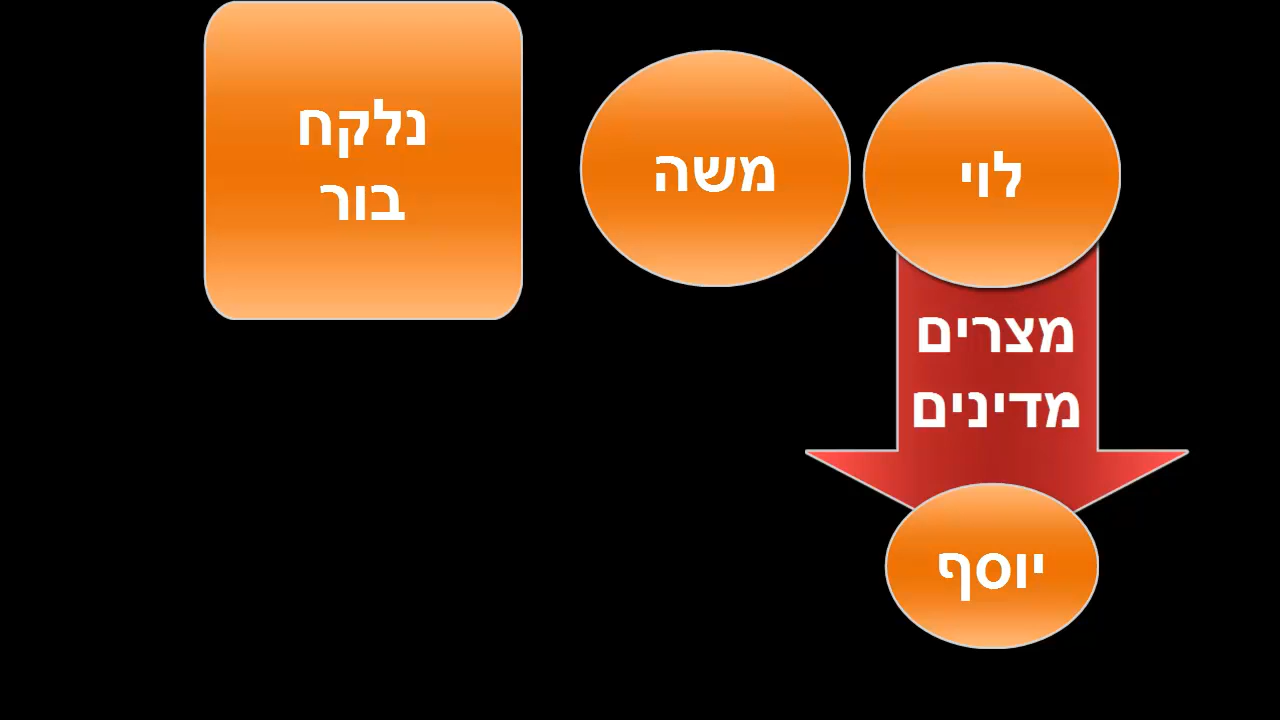 לוי
משה
נלקח
בור
מצרים
מדינים
יוסף